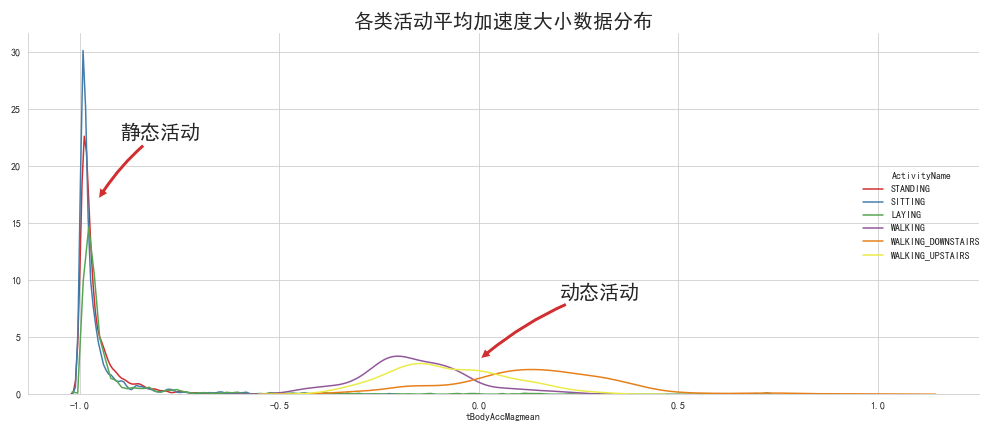 各类活动平均加速度大小数据分布
30
25
20
15
10
5
0
静态活动
动态活动
ActivityName
STANDING
SITTING
LAYING
WALKING
WALKING_DOWNSTAIRS
WALKING_UPSTAIRS
-1.0
-0.5
0.0
0.5
1.0
tBodyAccMagmean